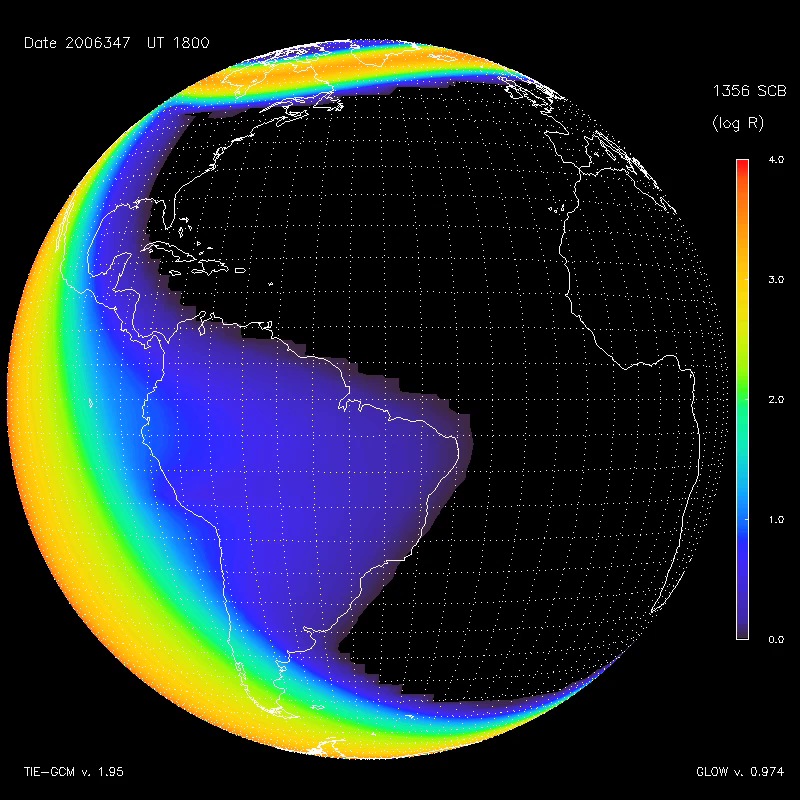 Date 2006347 UT 1800
1356 SCB
(log R)
4.0
3.0
2.0
1.0
0.0
TIE-GCM v. 1.95
GLOW v. 0.974